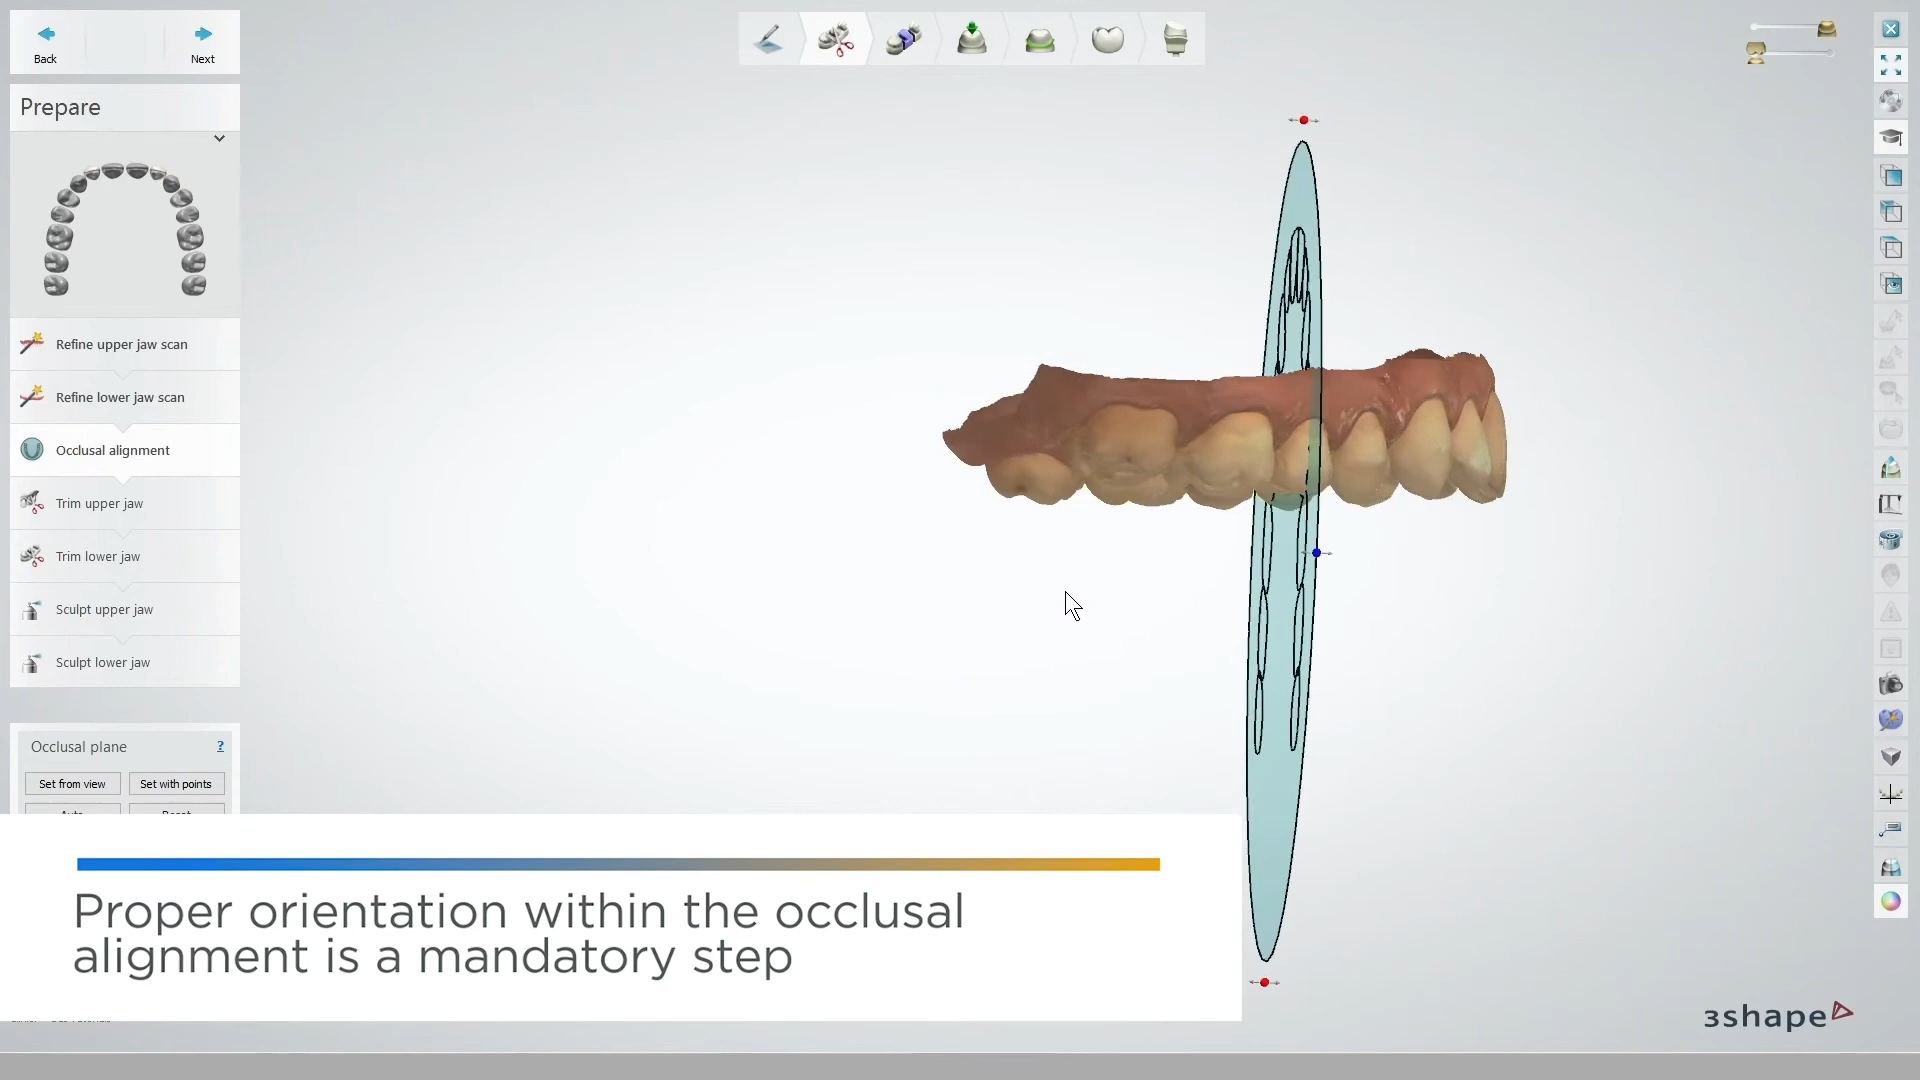 Back
Next
Prepare
Refine upper jaw scan
Refine lower jaw scan
Occlusal alignment
Trim upper jaw
Trim lower jaw
Sculpt upper jaw
Sculpt lower jaw
Occlusal plane
?
Set from view
Set with points
Proper orientation within the occlusal
alignment is a mandatory step
3shape